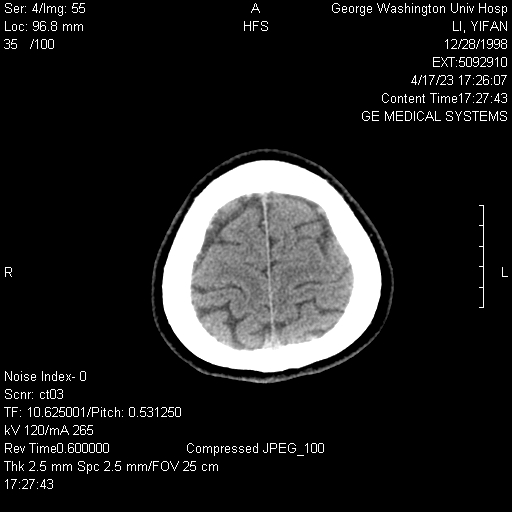 Ser: 4/Img: 55
Loc: 96.8 mm
35 /100
A
HFS
George Washington Univ Hosp
LI, YIFAN
12/28/1998
EXT:5092910
4/17/23 17:26:07
Content Time17:27:43
GE MEDICAL SYSTEMS
R
L
Noise Index- 0
Scnr: ct03
TF: 10.625001/Pitch: 0.531250
kV 120/mA 265
Rev Time0.600000
Compressed JPEG_100
Thk 2.5 mm Spc 2.5 mm/FOV 25 cm
17:27:43